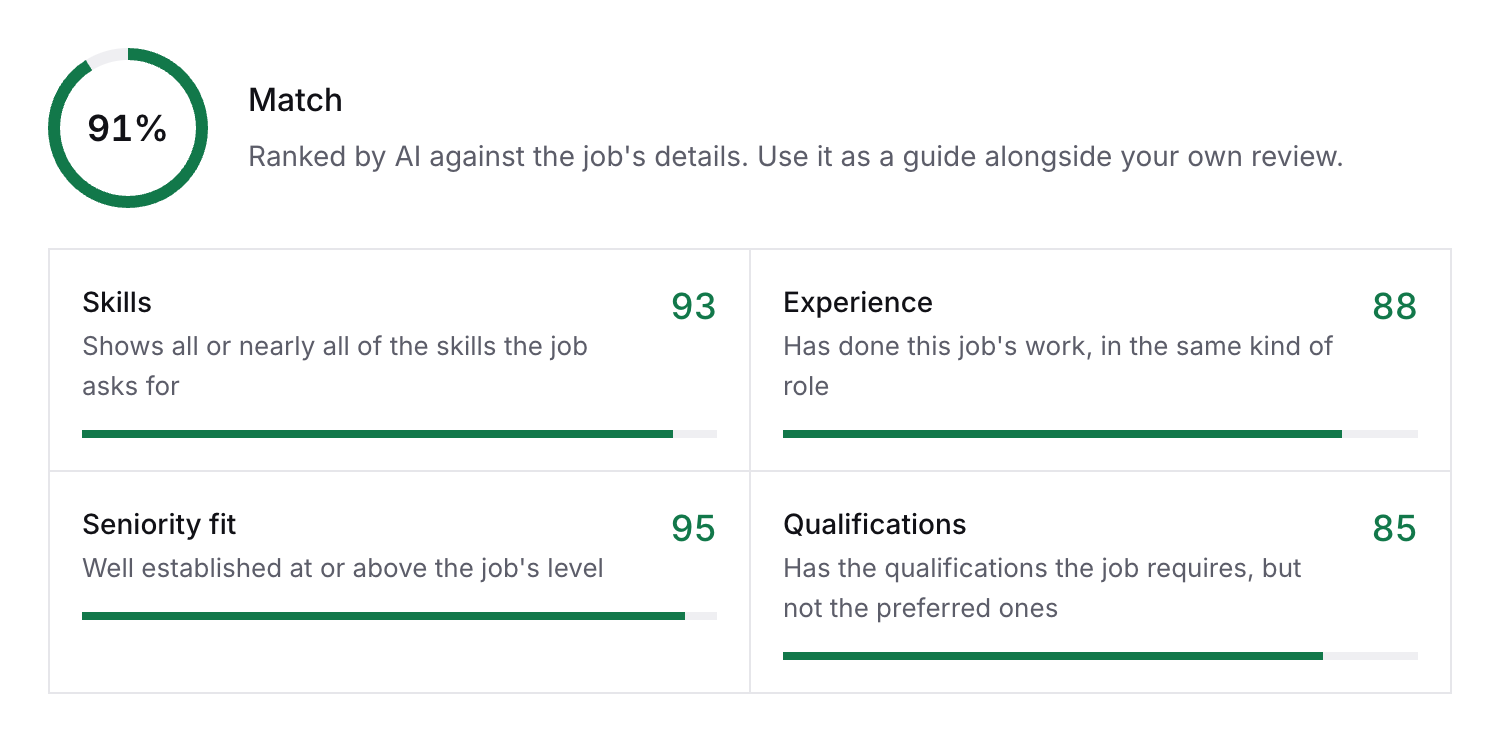 91%
Match
Ranked by AI against the job's details. Use it as a guide alongside your own review.
Skills
93
Shows all or nearly all of the skills the job
asks for
Experience
88
Has done this job's work, in the same kind of
role
Seniority fit
95
Well established at or above the job's level
Qualifications
85
Has the qualifications the job requires, but
not the preferred ones